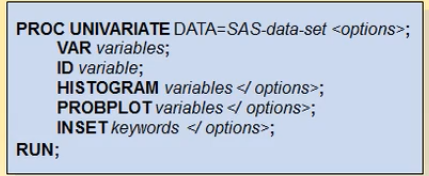 PROC UNIVARIATE DATA=SAS-data-set <options>;
VAR variables;
ID variable;
HISTOGRAM variables </ options>;
PROBPLOT variables </ options>;
INSET keywords </ options>;
RUN;